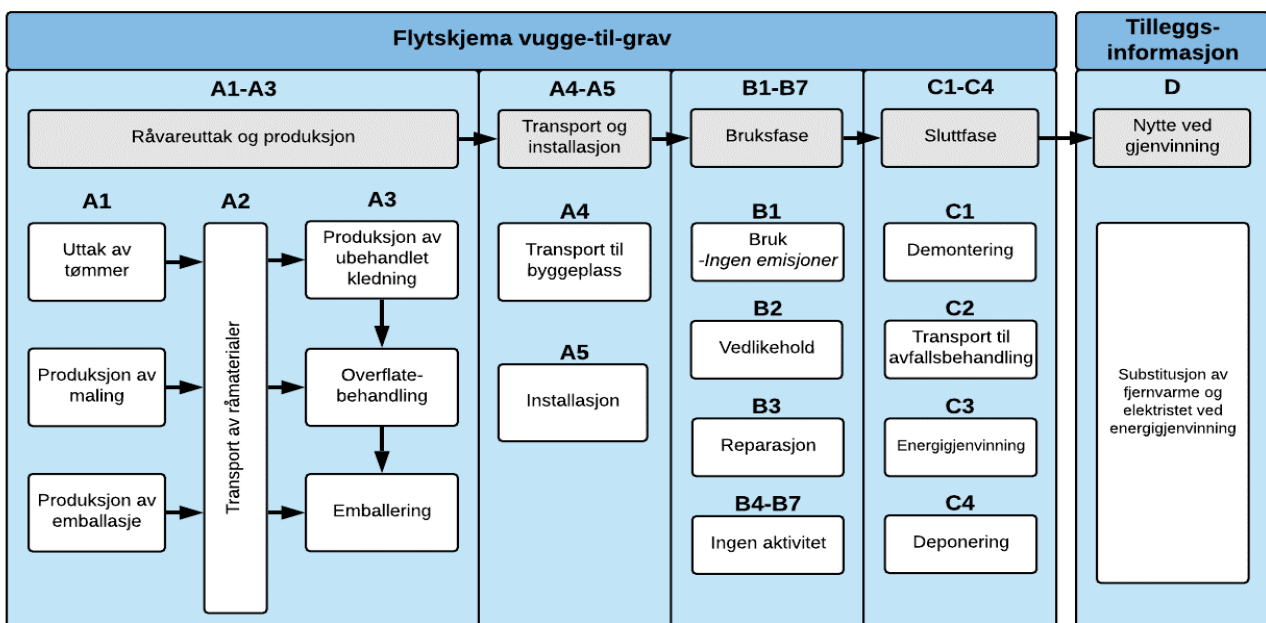 Flytskjema vugge-til-grav
Tilleggs-
informasjon
A1-A3
A4-A5
B1-B7
C1-C4
D
Råvareuttak og produksjon
Transport og
installasjon
Bruksfase
Sluttfase
Nytte ved
gjenvinning
A1
A2
A3
Uttak av
tømmer
Produksjon av
maling
Produksjon av
emballasje
Transport av råmaterialer
Produksjon av
ubehandlet
kledning
Overflate-
behandling
Emballering
A4
Transport til
byggeplass
A5
Installasjon
B1
Bruk
-Ingen emisjoner
B2
Vedlikehold
B3
Reparasjon
B4-B7
Ingen aktivitet
C1
Demontering
C2
Transport til
avfallsbehandling
C3
Energigjenvinning
C4
Deponering
Substitusjon av
fjernvarme og
elektristet ved
energigjenvinning